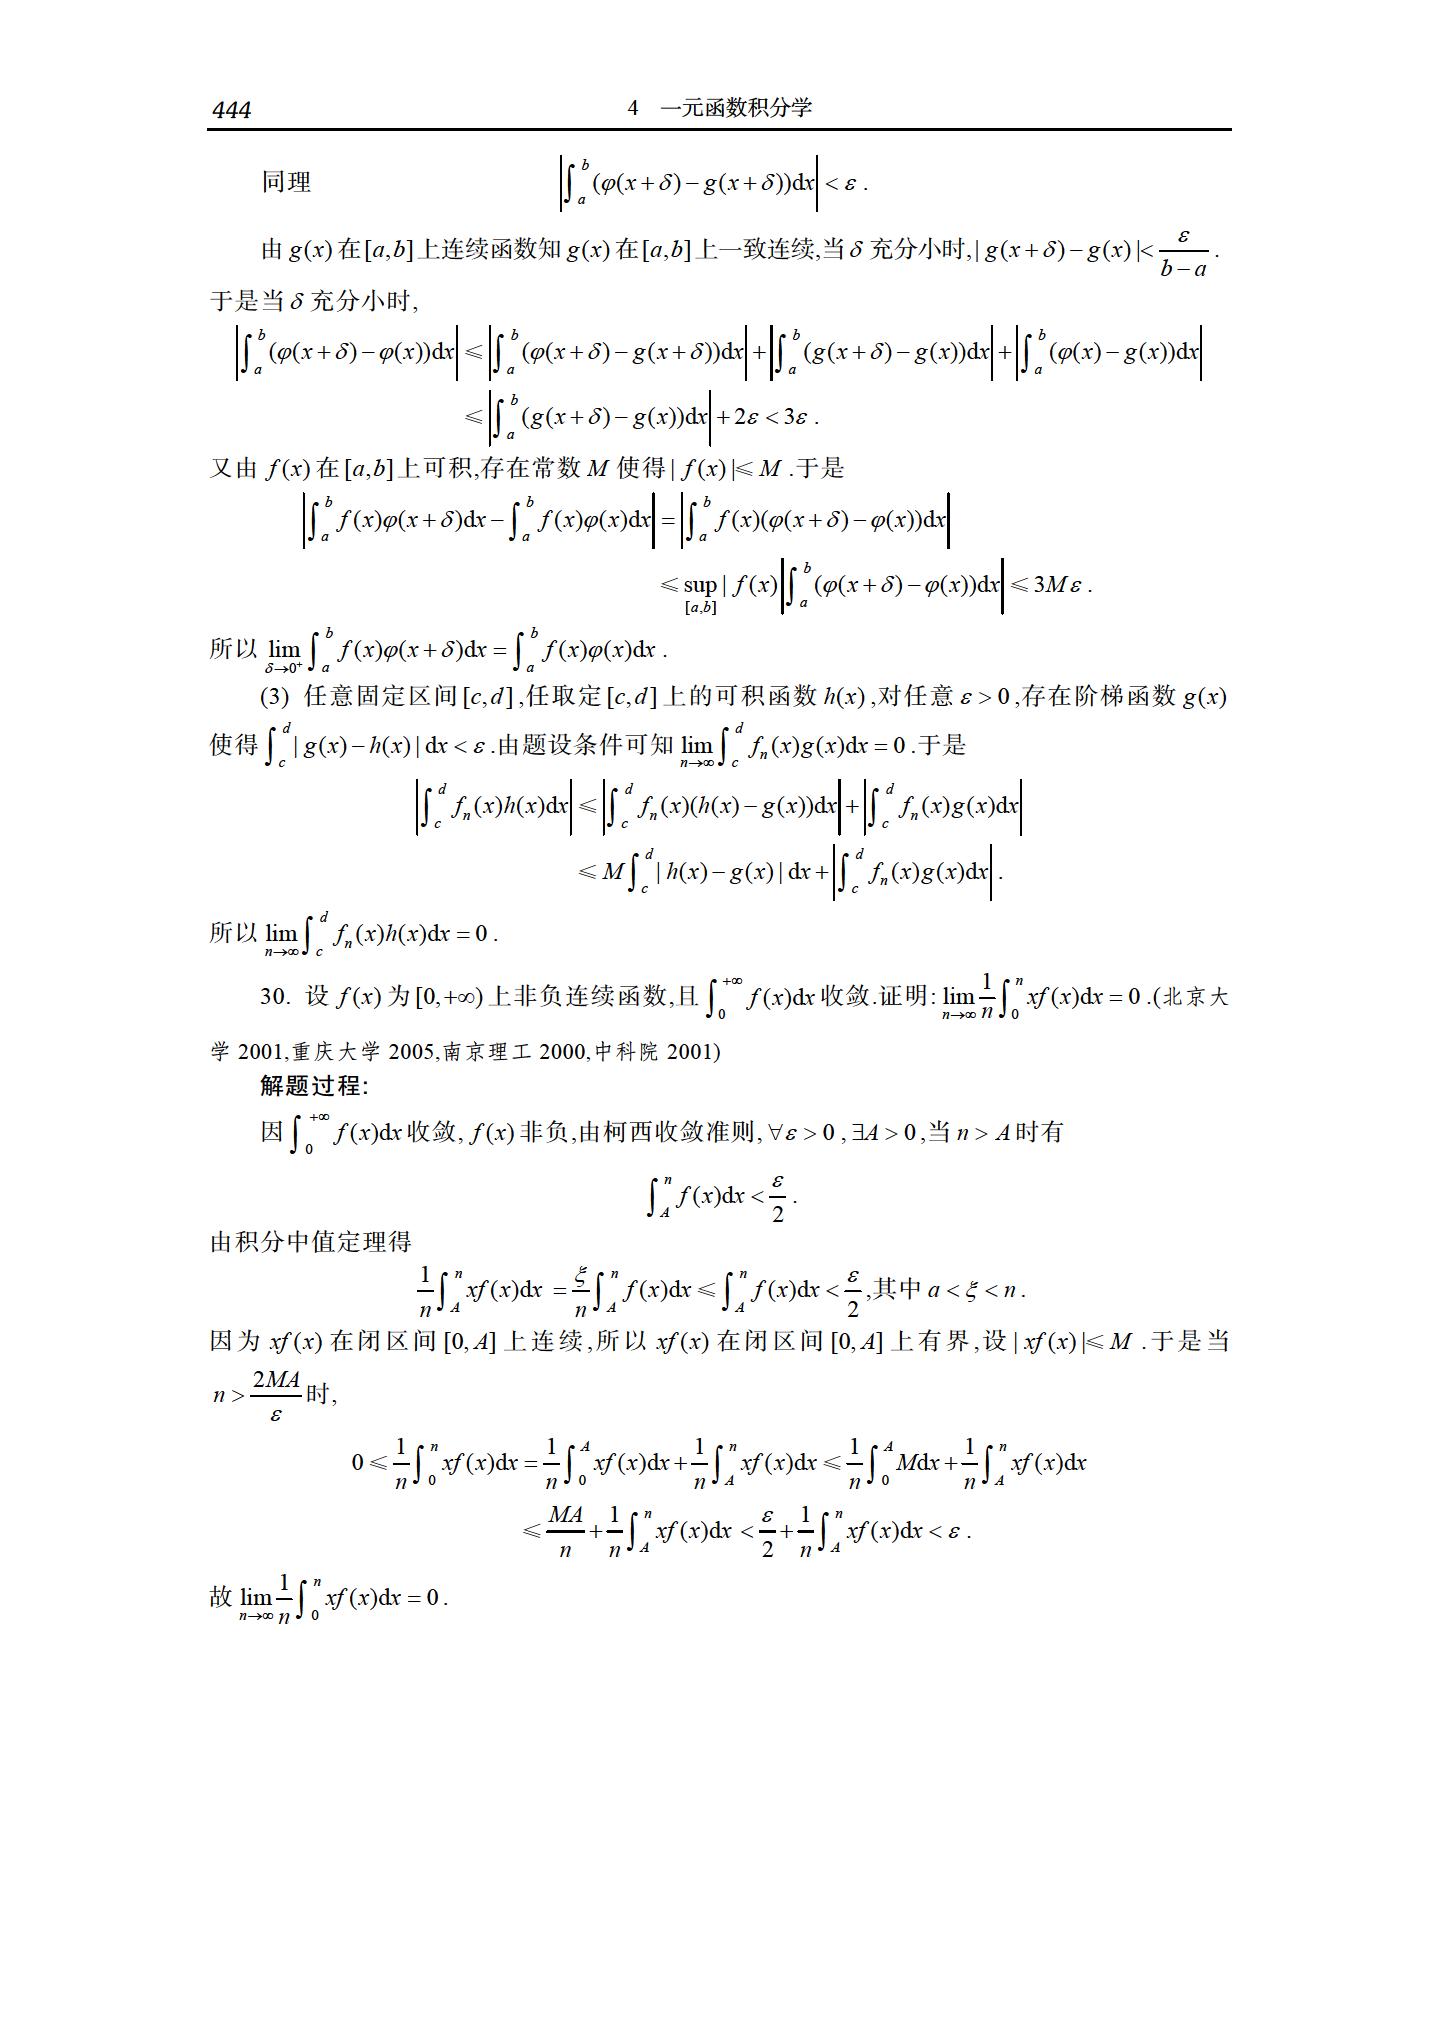 444 4 一元函数积分学
同理 $\left|\int_a^b (\varphi(x+\delta)-g(x+\delta))\mathrm{d}x\right|<\varepsilon$ .
由 $g(x)$ 在 $[a,b]$ 上连续函数知 $g(x)$ 在 $[a,b]$ 上一致连续,当 $\delta$ 充分小时,$|g(x+\delta)-g(x)|<\frac{\varepsilon}{b-a}$ .
于是当 $\delta$ 充分小时,
$\left|\int_a^b (\varphi(x+\delta)-\varphi(x))\mathrm{d}x\right| \leqslant \left|\int_a^b (\varphi(x+\delta)-g(x+\delta))\mathrm{d}x\right|+\left|\int_a^b (g(x+\delta)-g(x))\mathrm{d}x\right|+\left|\int_a^b (\varphi(x)-g(x))\mathrm{d}x\right|$
$\leqslant \left|\int_a^b (g(x+\delta)-g(x))\mathrm{d}x\right|+2\varepsilon<3\varepsilon$ .
又由 $f(x)$ 在 $[a,b]$ 上可积,存在常数 $M$ 使得 $|f(x)|\leqslant M$ .于是
$\left|\int_a^b f(x)\varphi(x+\delta)\mathrm{d}x-\int_a^b f(x)\varphi(x)\mathrm{d}x\right|=\left|\int_a^b f(x)(\varphi(x+\delta)-\varphi(x))\mathrm{d}x\right|$
$\leqslant \sup_{[a,b]}|f(x)\left|\int_a^b (\varphi(x+\delta)-\varphi(x))\mathrm{d}x\right|\leqslant 3M\varepsilon$ .
所以 $\lim_{\delta\to 0^+}\int_a^b f(x)\varphi(x+\delta)\mathrm{d}x=\int_a^b f(x)\varphi(x)\mathrm{d}x$ .
(3) 任意固定区间 $[c,d]$ ,任取定 $[c,d]$ 上的可积函数 $h(x)$ ,对任意 $\varepsilon>0$ ,存在阶梯函数 $g(x)$
使得 $\int_c^d |g(x)-h(x)|\mathrm{d}x<\varepsilon$ .由题设条件可知 $\lim_{n\to\infty}\int_c^d f_n(x)g(x)\mathrm{d}x=0$ .于是
$\left|\int_c^d f_n(x)h(x)\mathrm{d}x\right|\leqslant\left|\int_c^d f_n(x)(h(x)-g(x))\mathrm{d}x\right|+\left|\int_c^d f_n(x)g(x)\mathrm{d}x\right|$
$\leqslant M\int_c^d |h(x)-g(x)|\mathrm{d}x+\left|\int_c^d f_n(x)g(x)\mathrm{d}x\right|$ .
所以 $\lim_{n\to\infty}\int_c^d f_n(x)h(x)\mathrm{d}x=0$ .
30. 设 $f(x)$ 为 $[0,+\infty)$ 上非负连续函数,且 $\int_0^{+\infty} f(x)\mathrm{d}x$ 收敛.证明: $\lim_{n\to\infty}\frac{1}{n}\int_0^n xf(x)\mathrm{d}x=0$ .(北京大
学 2001,重庆大学 2005,南京理工 2000,中科院 2001)
解题过程:
因 $\int_0^{+\infty} f(x)\mathrm{d}x$ 收敛, $f(x)$ 非负,由柯西收敛准则, $\forall\varepsilon>0$ , $\exists A>0$ ,当 $n>A$ 时有
$\int_A^n f(x)\mathrm{d}x<\frac{\varepsilon}{2}$ .
由积分中值定理得
$\frac{1}{n}\int_A^n xf(x)\mathrm{d}x=\frac{\xi}{n}\int_A^n f(x)\mathrm{d}x\leqslant\int_A^n f(x)\mathrm{d}x<\frac{\varepsilon}{2}$ ,其中 $a<\xi<n$ .
因为 $xf(x)$ 在闭区间 $[0,A]$ 上连续,所以 $xf(x)$ 在闭区间 $[0,A]$ 上有界,设 $|xf(x)|\leqslant M$ .于是当
$n>\frac{2MA}{\varepsilon}$ 时,
$0\leqslant\frac{1}{n}\int_0^n xf(x)\mathrm{d}x=\frac{1}{n}\int_0^A xf(x)\mathrm{d}x+\frac{1}{n}\int_A^n xf(x)\mathrm{d}x\leqslant\frac{1}{n}\int_0^A M\mathrm{d}x+\frac{1}{n}\int_A^n xf(x)\mathrm{d}x$
$\leqslant\frac{MA}{n}+\frac{1}{n}\int_A^n xf(x)\mathrm{d}x<\frac{\varepsilon}{2}+\frac{1}{n}\int_A^n xf(x)\mathrm{d}x<\varepsilon$ .
故 $\lim_{n\to\infty}\frac{1}{n}\int_0^n xf(x)\mathrm{d}x=0$ .